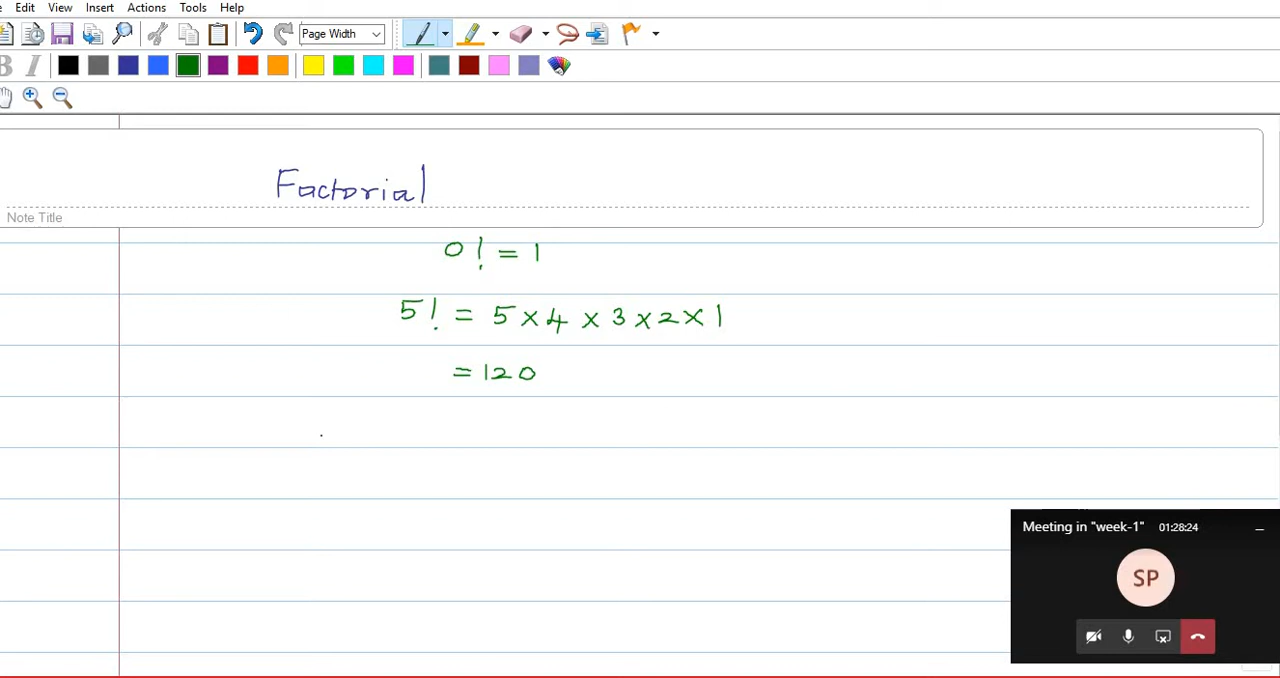 Edit View Insert Actions Tools Help
Page Width
B I
Factorial
Note Title
0! = 1
5! = 5 × 4 × 3 × 2 × 1
= 120
Meeting in "week-1" 01:28:24
SP